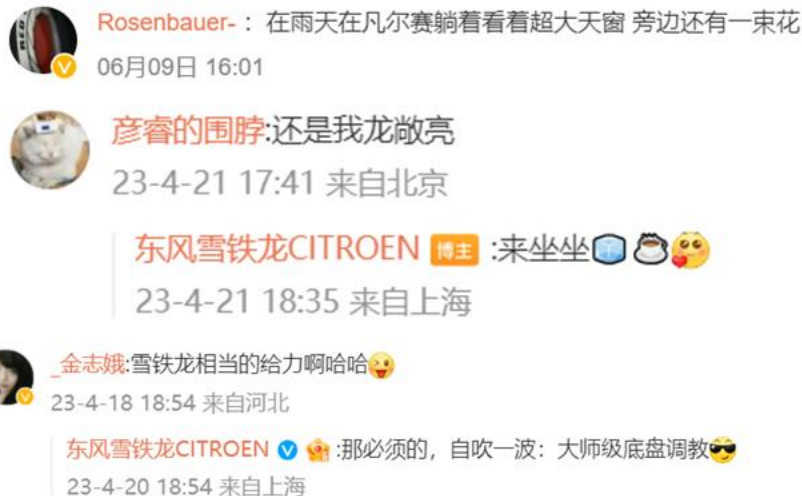 Rosenbauer- ：在雨天在凡尔赛躺着看着超大天窗 旁边还有一束花
06月09日 16:01
彦睿的围脖:还是我龙敞亮
23-4-21 17:41 来自北京
东风雪铁龙CITROEN 博主 :来坐坐
23-4-21 18:35 来自上海
_金志娥:雪铁龙相当的给力啊哈哈
23-4-18 18:54 来自河北
东风雪铁龙CITROEN :那必须的，自吹一波：大师级底盘调教
23-4-20 18:54 来自上海